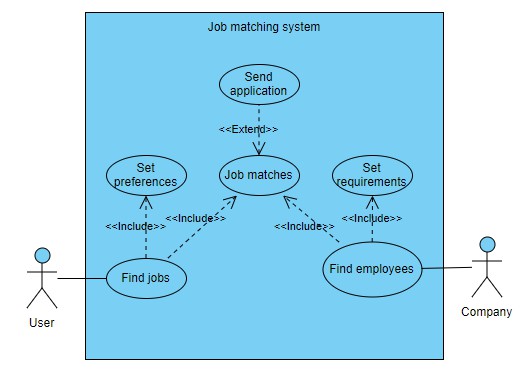 Job matching system
Send
application
<<Extend>>
Set
preferences
Job matches
Set
requirements
<<Include>>
<<Include>>
<<Include>>
<<Include>>
Find jobs
Find employees
User
Company